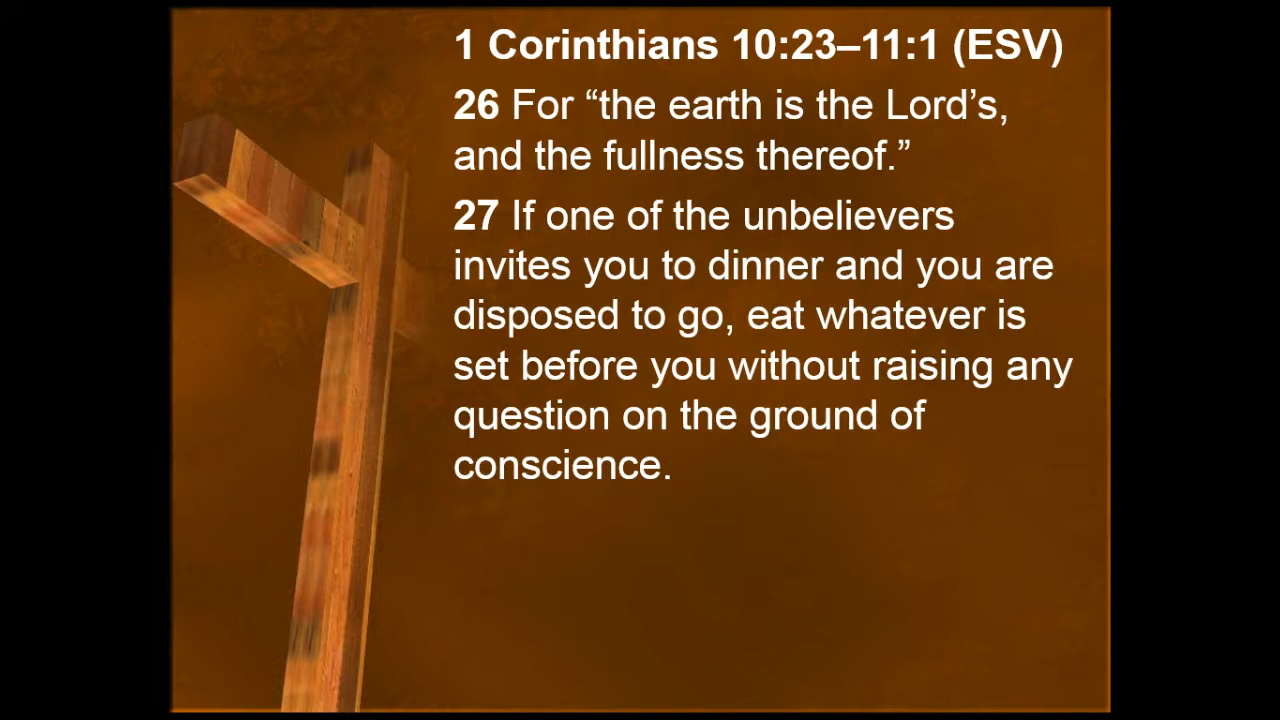 1 Corinthians 10:23–11:1 (ESV)
26 For “the earth is the Lord’s,
and the fullness thereof.”
27 If one of the unbelievers
invites you to dinner and you are
disposed to go, eat whatever is
set before you without raising any
question on the ground of
conscience.